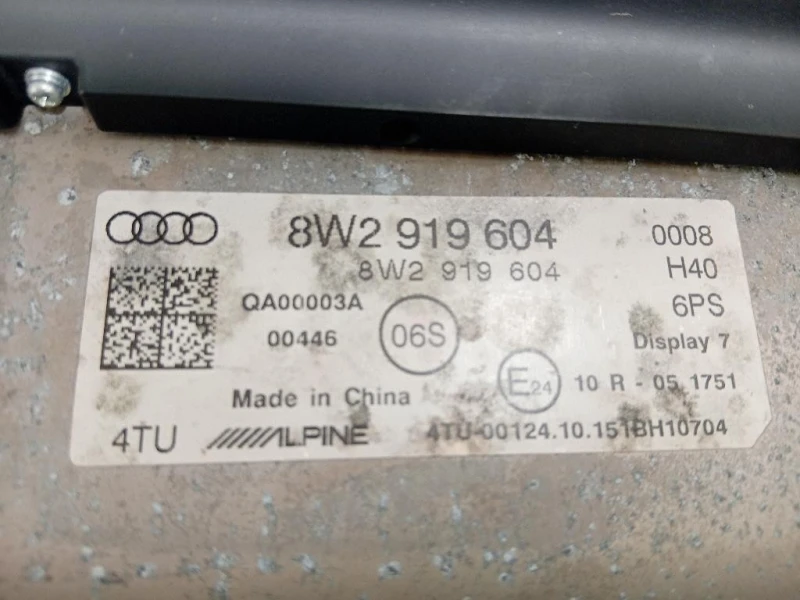 8W2 919 604 0008
8W2 919 604 H40
QA00003A 6PS
00446 06S Display 7
Made in China E24 10 R - 05 1751
4TU ALPINE 4TU-00124.10.151BH10704